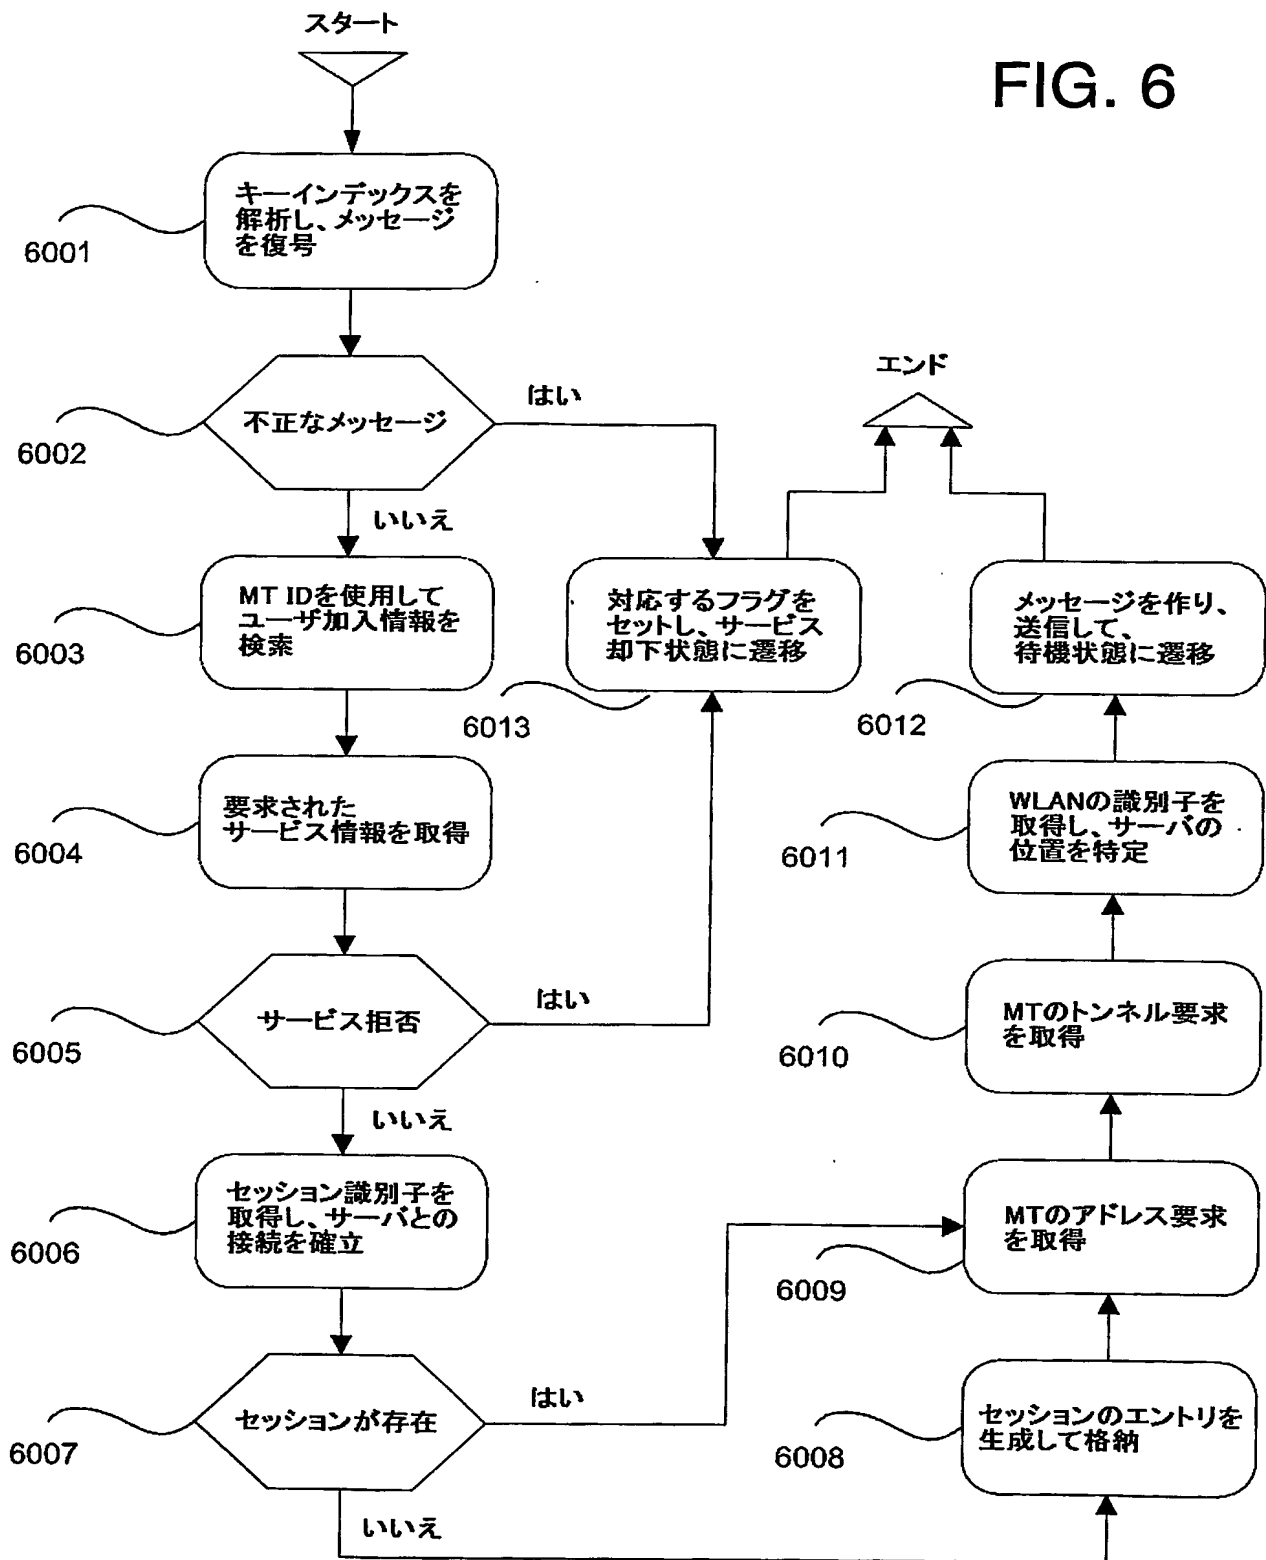 FIG. 6
スタート
キーインデックスを
解析し、メッセージ
を復号
6001
不正なメッセージ
6002
はい
いいえ
MT IDを使用して
ユーザ加入情報を
検索
6003
要求された
サービス情報を取得
6004
サービス拒否
6005
はい
いいえ
セッション識別子を
取得し、サーバとの
接続を確立
6006
セッションが存在
6007
はい
いいえ
セッションのエントリを
生成して格納
6008
MTのアドレス要求
を取得
6009
MTのトンネル要求
を取得
6010
WLANの識別子を
取得し、サーバの
位置を特定
6011
メッセージを作り、
送信して、
待機状態に遷移
6012
対応するフラグを
セットし、サービス
却下状態に遷移
6013
エンド